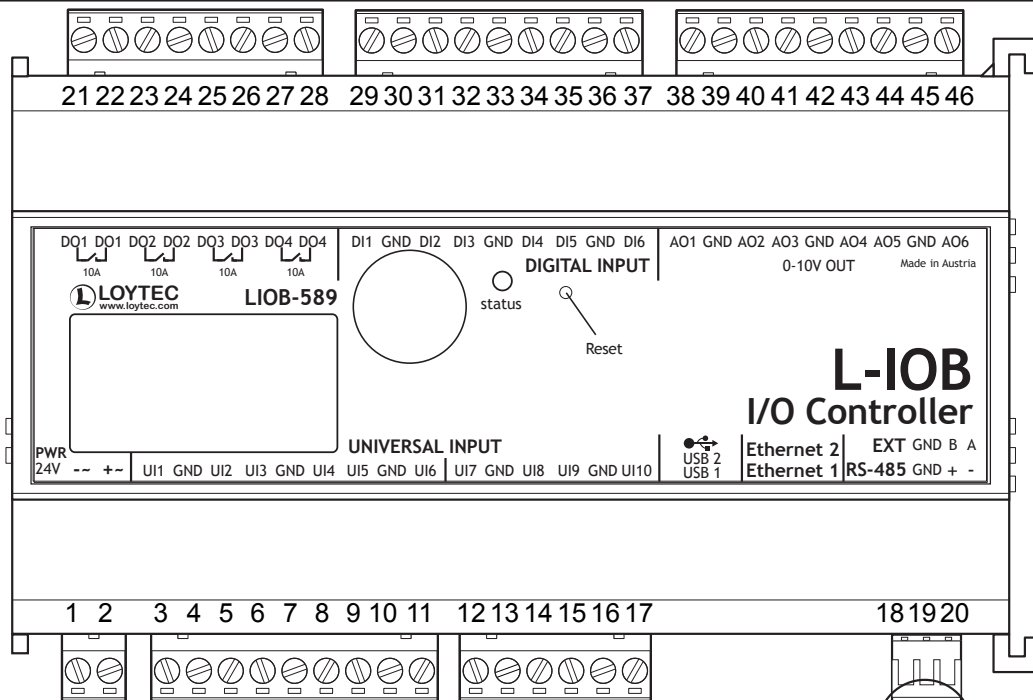 21 22 23 24 25 26 27 28 29 30 31 32 33 34 35 36 37 38 39 40 41 42 43 44 45 46
DO1 DO1 DO2 DO2 DO3 DO3 DO4 DO4 DI1 GND DI2 DI3 GND DI4 DI5 GND DI6 AO1 GND AO2 AO3 GND AO4 AO5 GND AO6
10A 10A 10A 10A
DIGITAL INPUT
0-10V OUT
Made in Austria
L LOYTEC
www.loytec.com
LIOB-589
status
Reset
L-IOB
I/O Controller
PWR
24V -~ +~
UNIVERSAL INPUT
UI1 GND UI2 UI3 GND UI4 UI5 GND UI6 UI7 GND UI8 UI9 GND UI10
USB 2
USB 1
Ethernet 2
Ethernet 1
EXT GND B A
RS-485 GND + -
1 2 3 4 5 6 7 8 9 10 11 12 13 14 15 16 17 18 19 20